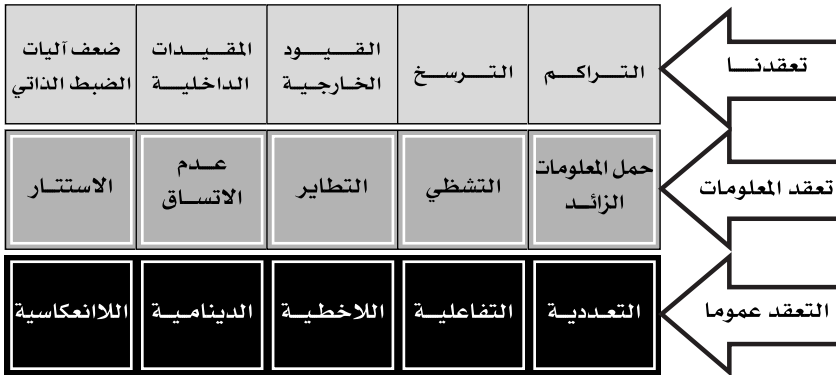 تعقدنا
التراكم
الترسخ
القيود
الخارجية
المقيدات
الداخلية
ضعف آليات
الضبط الذاتي
تعقد المعلومات
حمل المعلومات
الزائد
التشظي
التطاير
عدم
الاتساق
الاستتار
التعقد عموما
التعددية
التفاعلية
اللاخطية
الدينامية
اللاانعكاسية